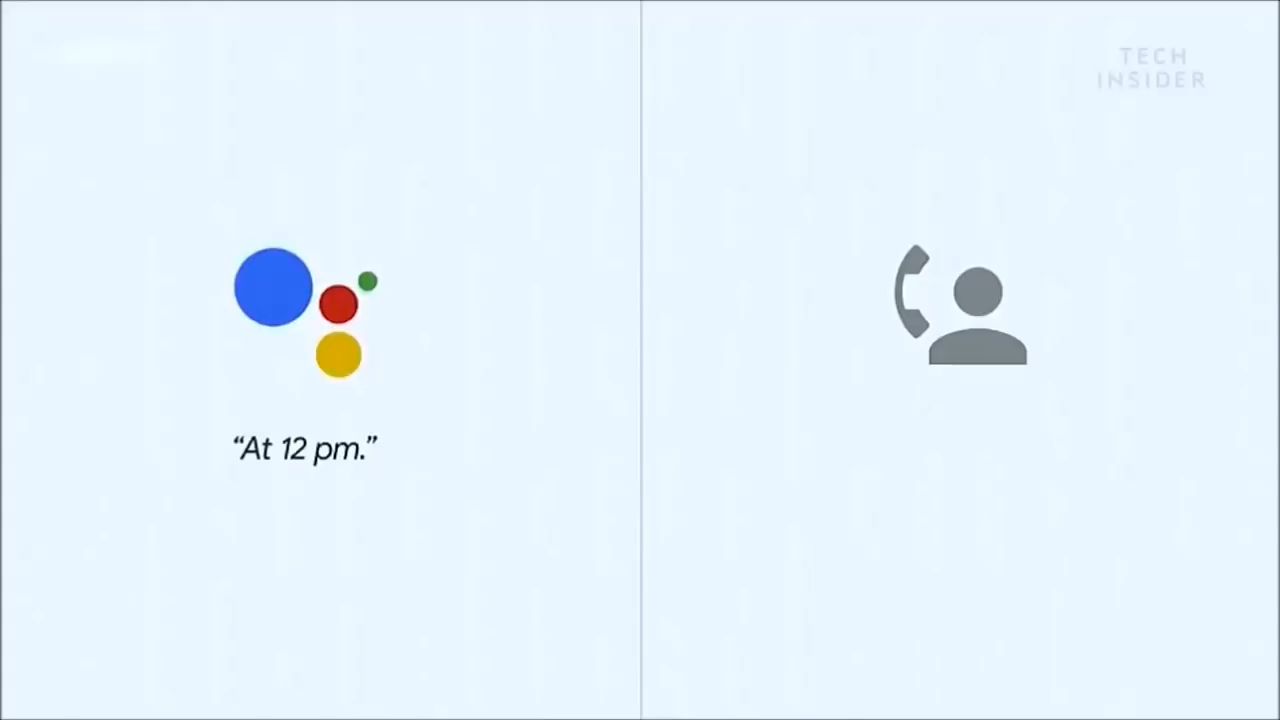 TECH
INSIDER
“At 12 pm.”